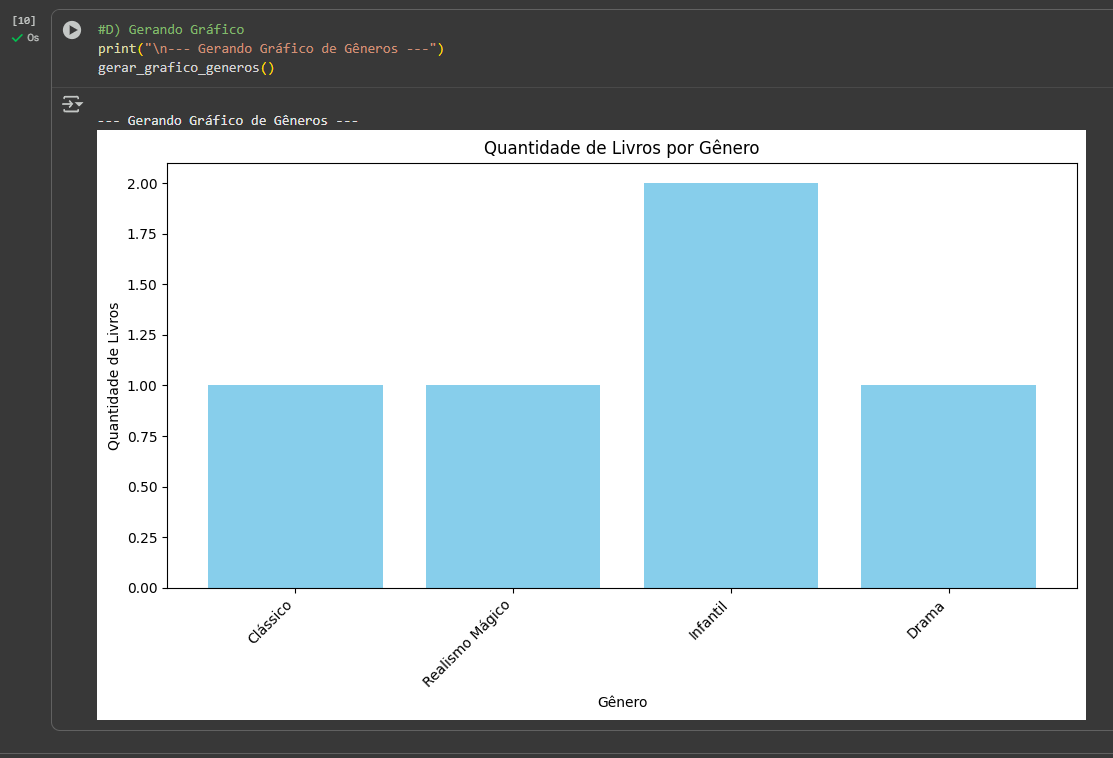 [10]
0s
#D) Gerando Gráfico
print("\n--- Gerando Gráfico de Gêneros ---")
gerar_grafico_generos()
--- Gerando Gráfico de Gêneros ---
Quantidade de Livros por Gênero
Quantidade de Livros
2.00
1.75
1.50
1.25
1.00
0.75
0.50
0.25
0.00
Clássico
Realismo Mágico
Infantil
Drama
Gênero